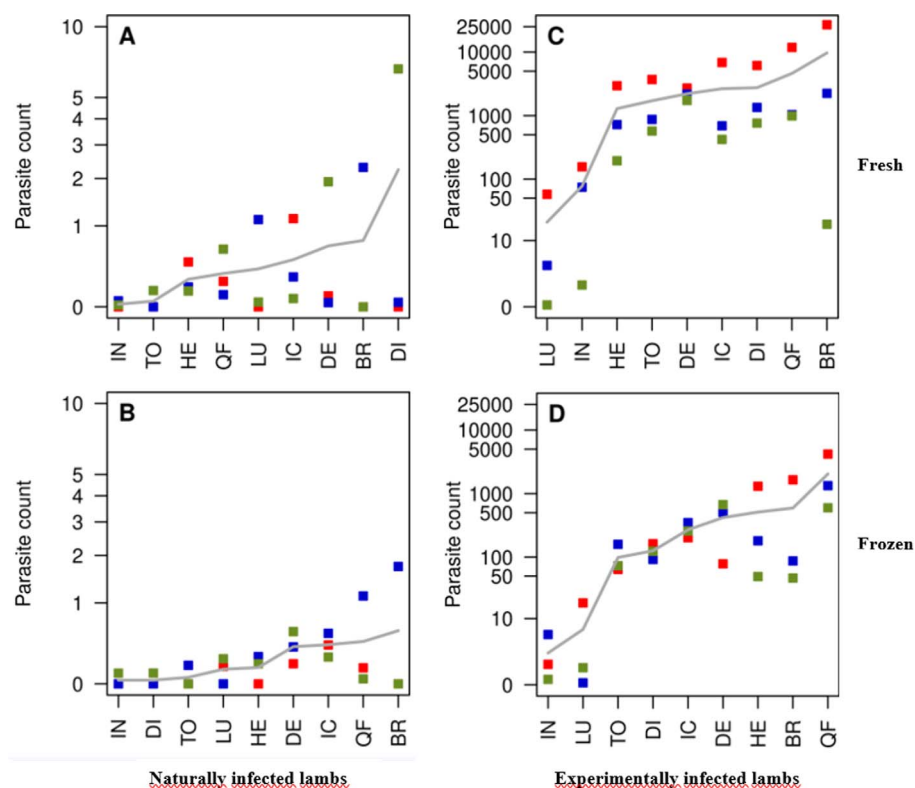 A
Parasite count
10
5
4
3
2
1
0
IN TO HE QF LU IC DE BR DI
C
Parasite count
25000
10000
5000
1000
500
100
50
10
0
LU IN HE TO DE IC DI QF BR
Fresh
B
Parasite count
10
5
4
3
2
1
0
IN DI TO LU HE DE IC QF BR
D
Parasite count
25000
10000
5000
1000
500
100
50
10
0
IN LU TO DI IC DE HE BR QF
Frozen
Naturally infected lambs
Experimentally infected lambs